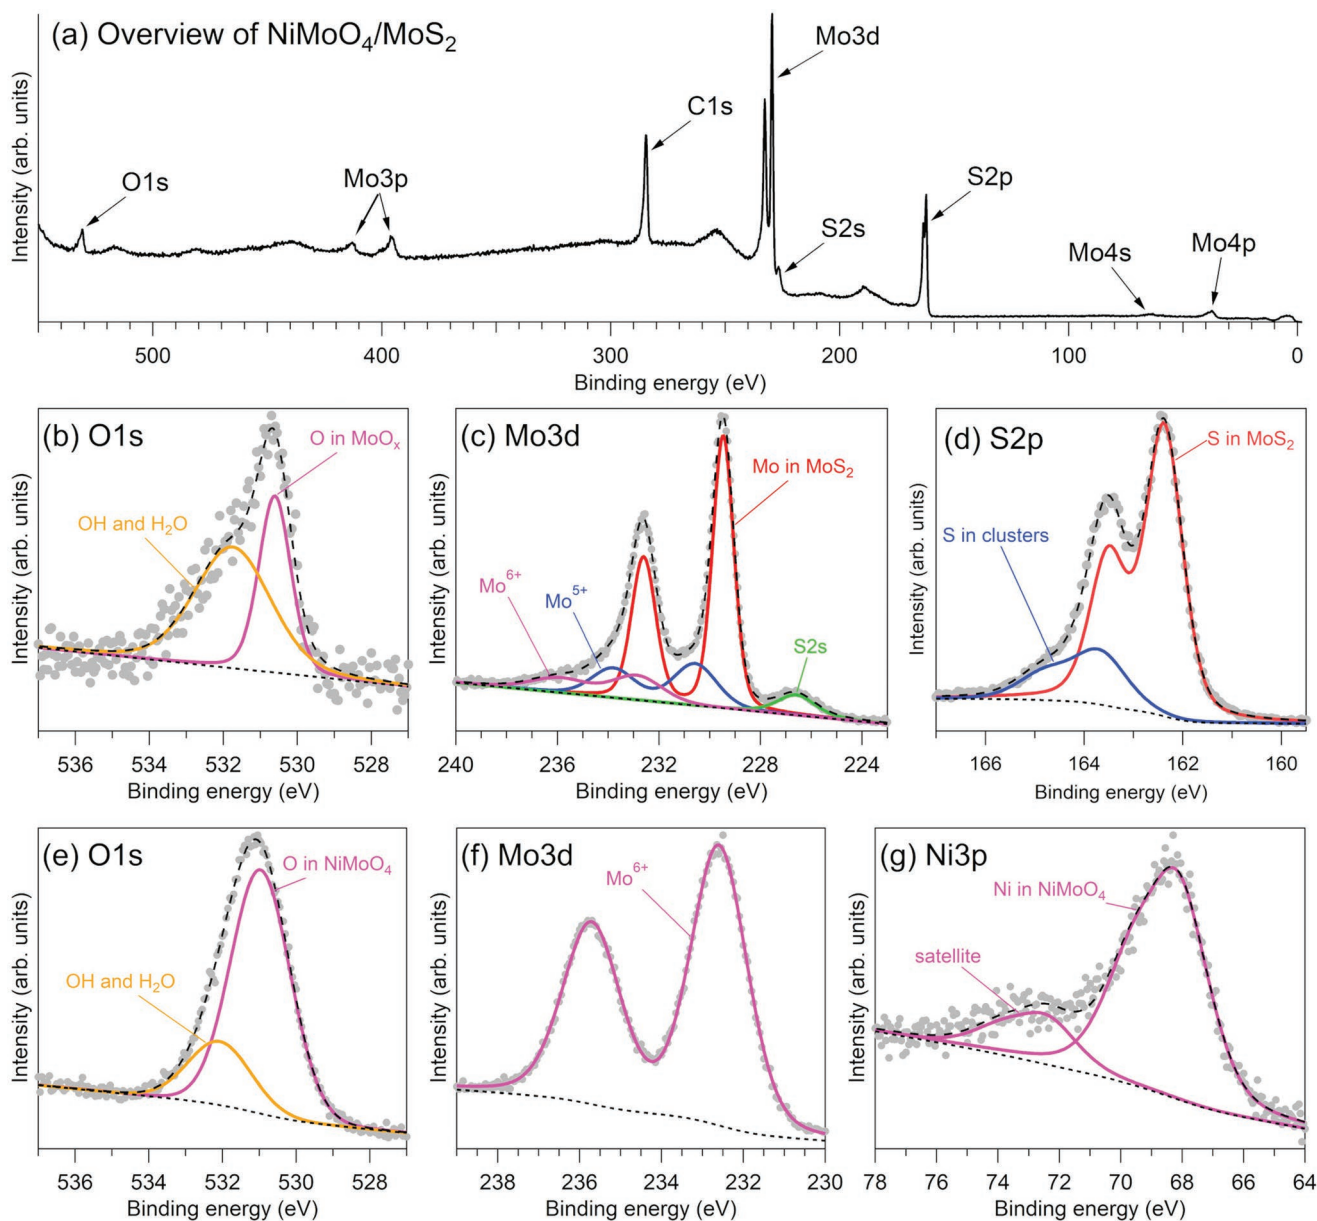 (a) Overview of NiMoO₄/MoS₂
Intensity (arb. units)
O1s
Mo3p
C1s
Mo3d
S2s
S2p
Mo4s
Mo4p
500 400 300 200 100 0
Binding energy (eV)
(b) O1s
Intensity (arb. units)
O in MoOₓ
OH and H₂O
536 534 532 530 528
Binding energy (eV)
(c) Mo3d
Intensity (arb. units)
Mo in MoS₂
Mo⁶⁺
Mo⁵⁺
S2s
240 236 232 228 224
Binding energy (eV)
(d) S2p
Intensity (arb. units)
S in MoS₂
S in clusters
166 164 162 160
Binding energy (eV)
(e) O1s
Intensity (arb. units)
O in NiMoO₄
OH and H₂O
536 534 532 530 528
Binding energy (eV)
(f) Mo3d
Intensity (arb. units)
Mo⁶⁺
238 236 235 233 232 230
Binding energy (eV)
(g) Ni3p
Intensity (arb. units)
Ni in NiMoO₄
satellite
78 76 74 72 70 68 66 64
Binding energy (eV)